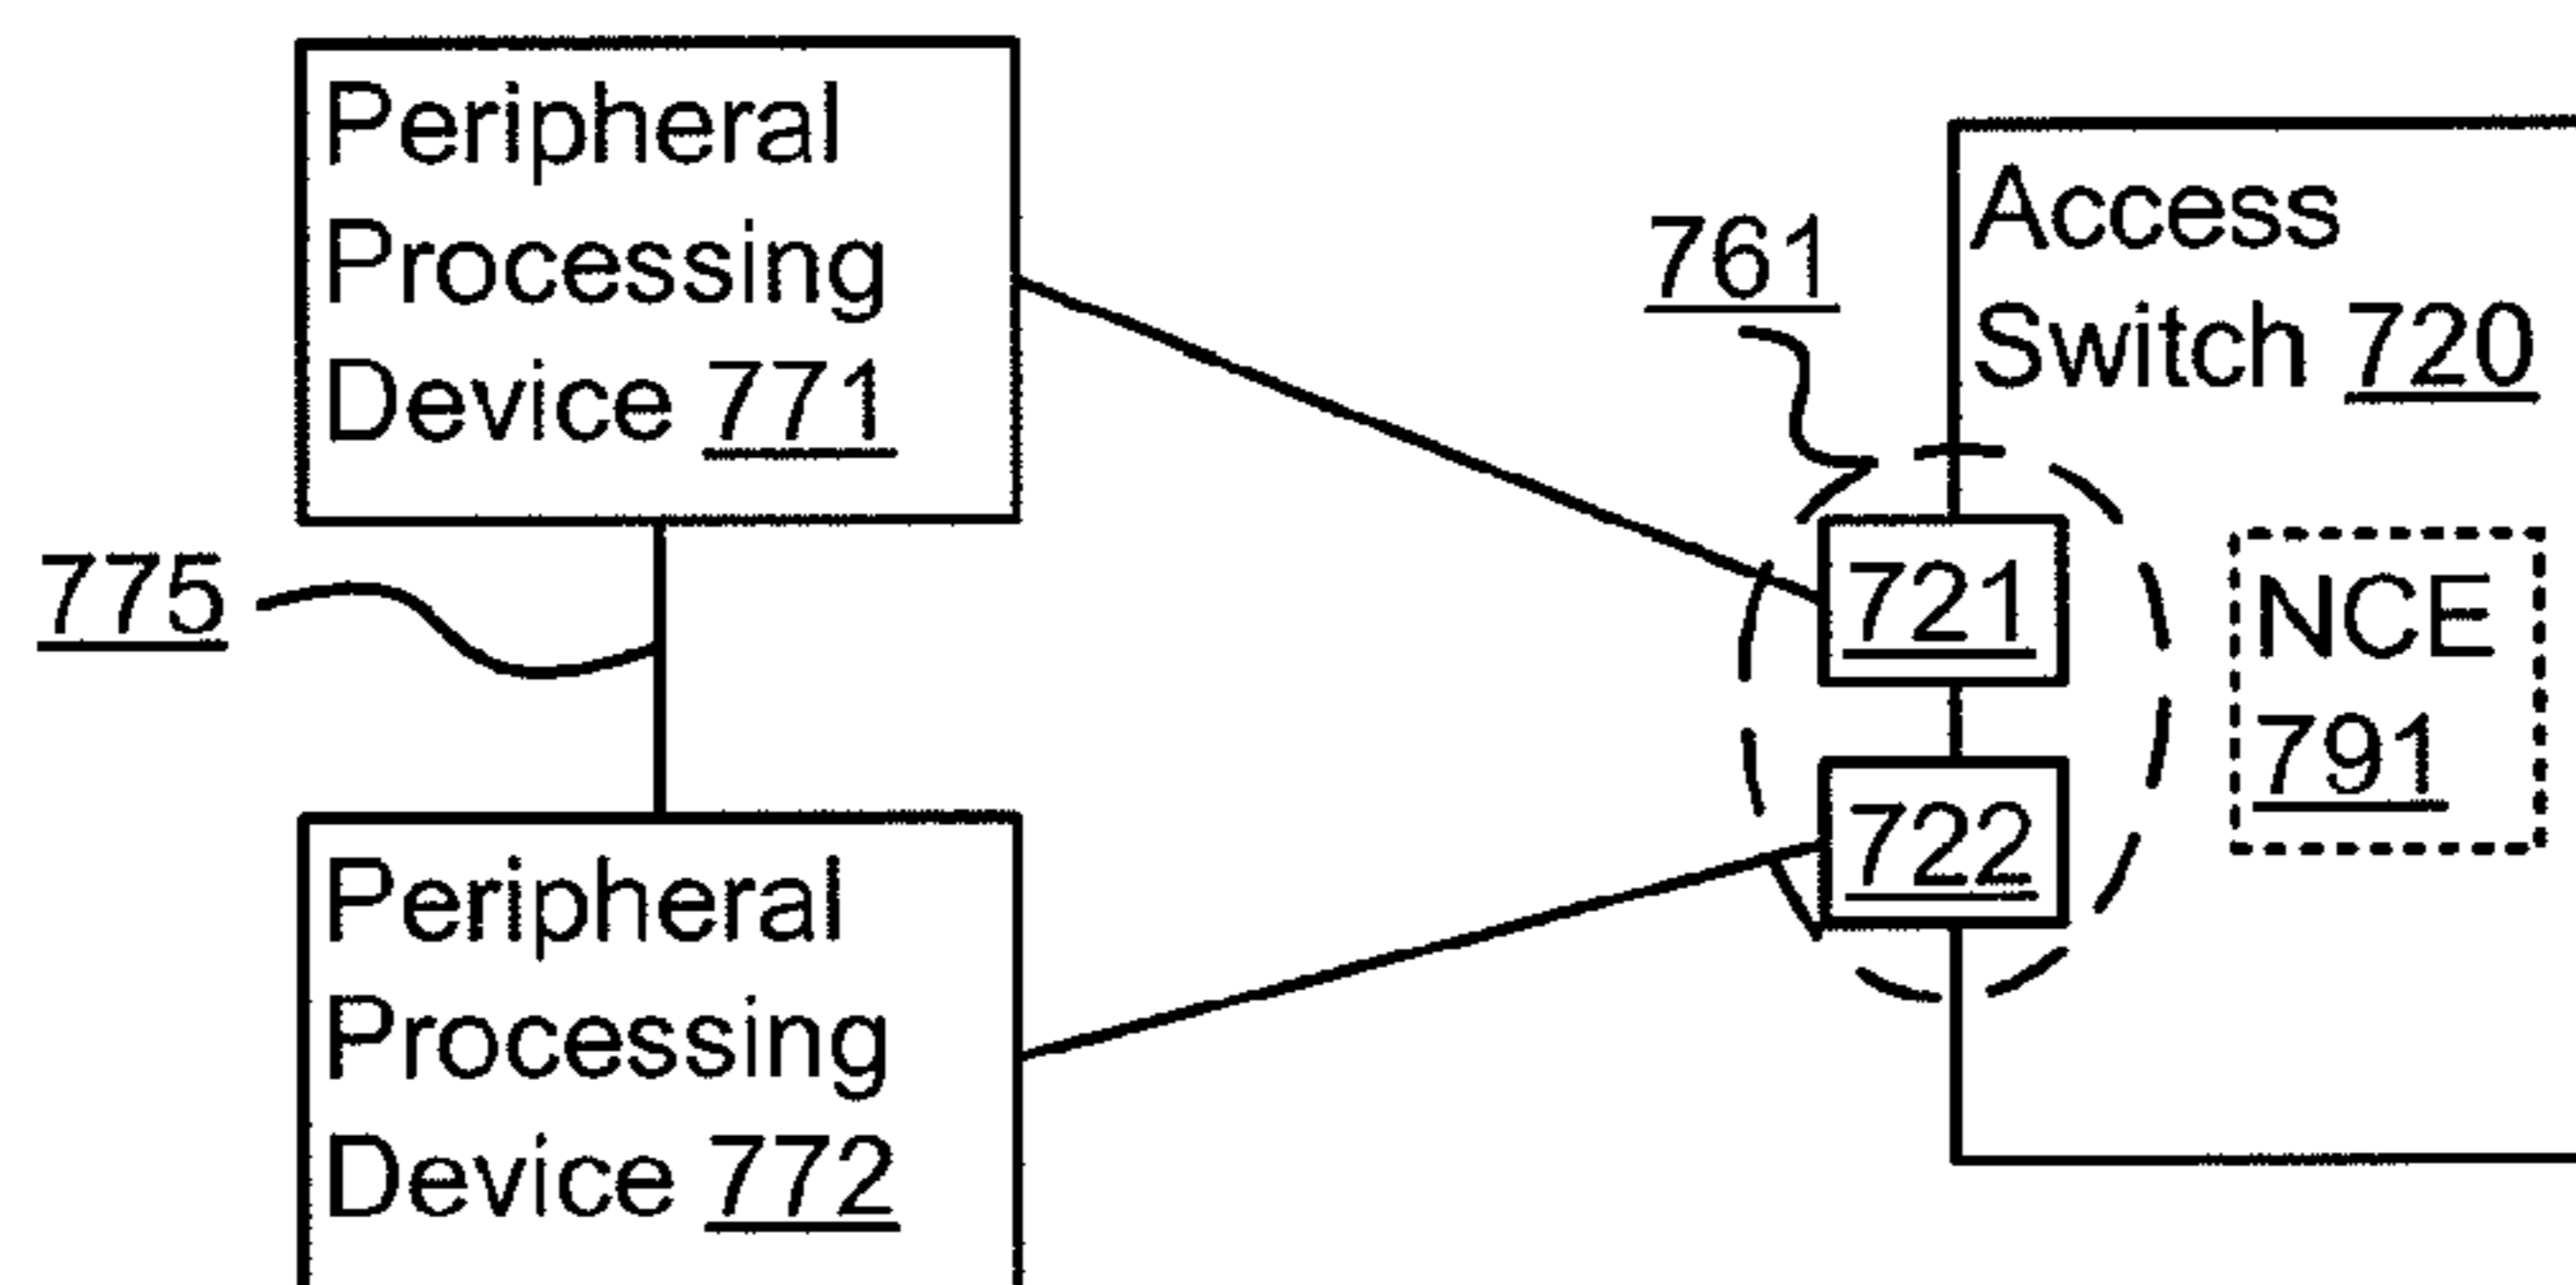 Peripheral
Processing
Device 771
775
Peripheral
Processing
Device 772
761
Access
Switch 720
721
722
NCE
791